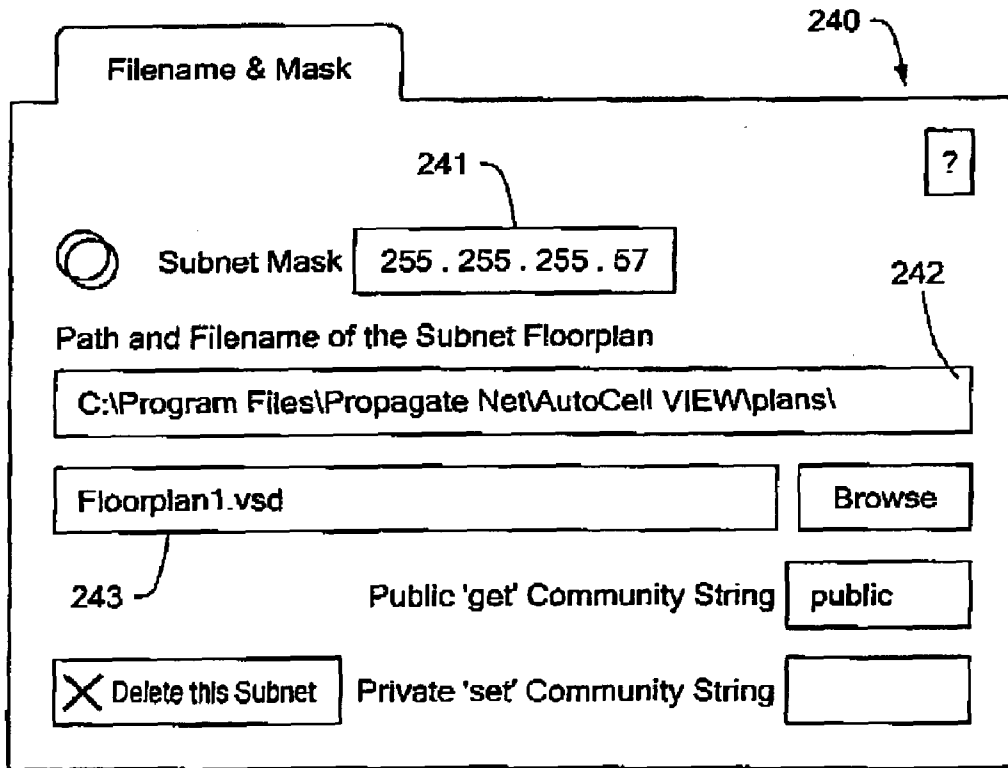 240
Filename & Mask
241
?
Subnet Mask 255 . 255 . 255 . 67
242
Path and Filename of the Subnet Floorplan
C:\Program Files\Propagate Net\AutoCell VIEW\plans\
Floorplan1.vsd Browse
243 Public 'get' Community String public
Delete this Subnet Private 'set' Community String